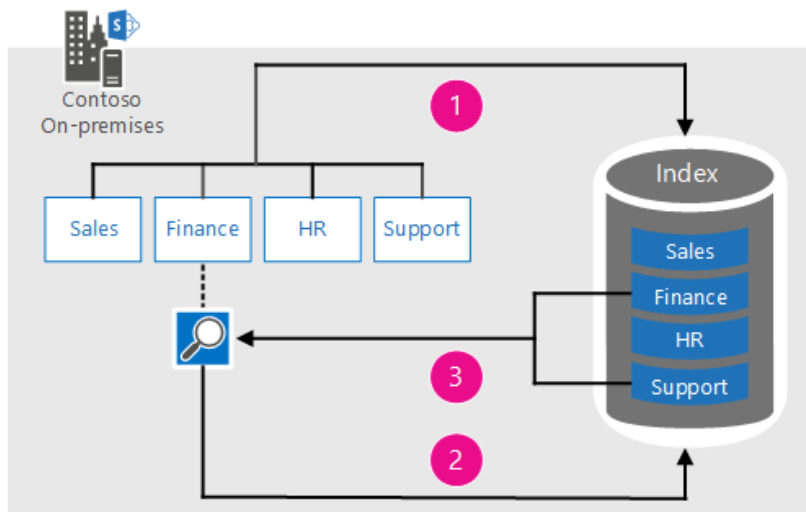 S
Contoso
On-premises
1
Index
Sales
Finance
HR
Support
Sales
Finance
HR
Support
3
2